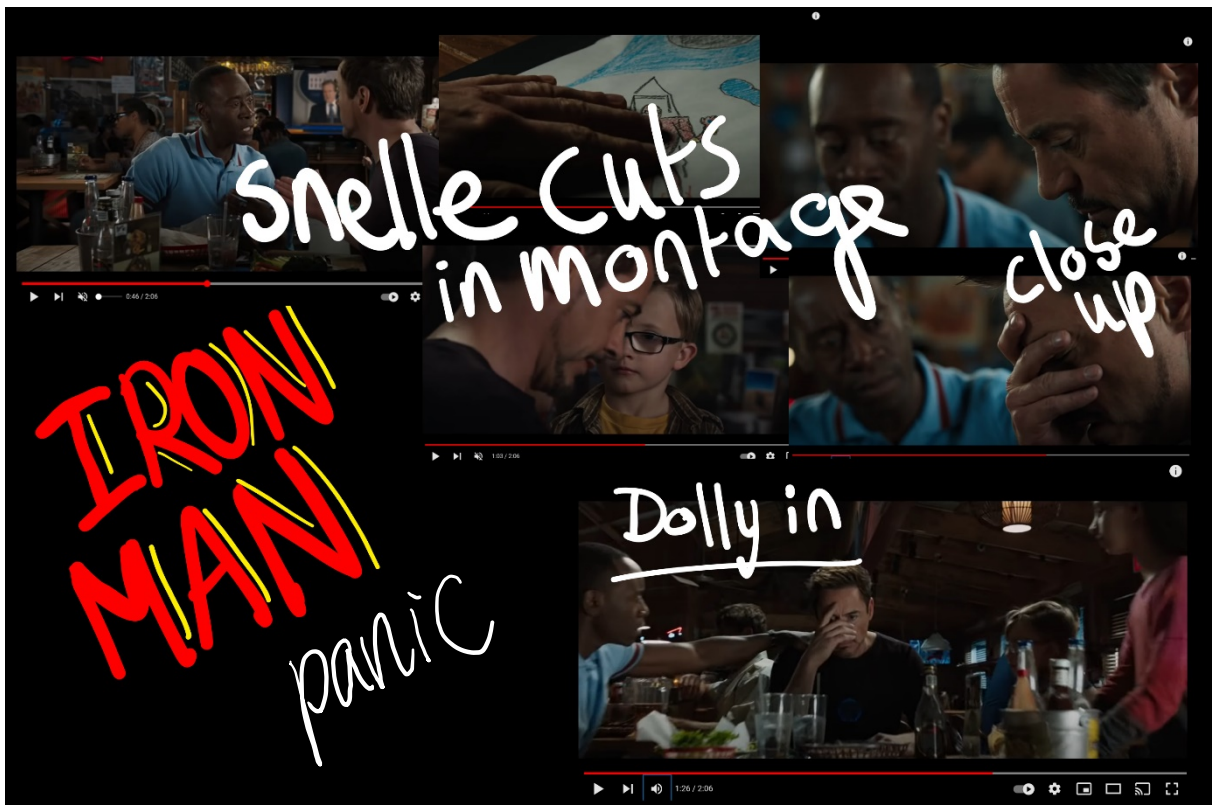 snelle cuts
in montage
close
up
0:46 / 2:06
1:03 / 2:06
IRON
MAN
panic
Dolly in
1:26 / 2:06